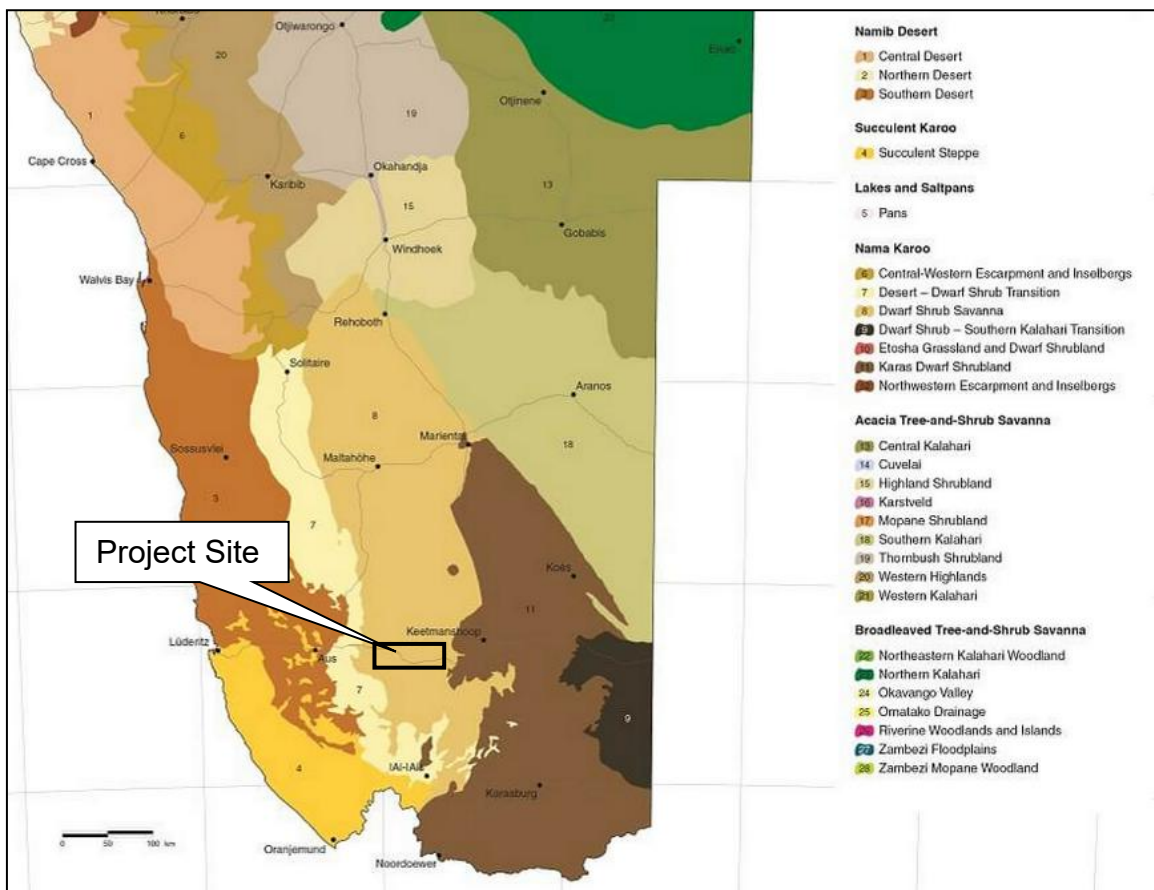 Otjiwarongo
20
Otjinene
19
1
6
Cape Cross
Okahandja
Karibib
13
15
Gobabis
Windhoek
Walvis Bay
Rehoboth
Solitaire
Aranos
8
Mariental
18
Maltahöhe
Sossusvlei
3
7
Project Site
Koës
11
Keetmanshoop
Lüderitz
Aus
7
9
4
Karasburg
0 50 100 km
Oranjemund
Noordoewer
Namib Desert
1 Central Desert
2 Northern Desert
3 Southern Desert
Succulent Karoo
4 Succulent Steppe
Lakes and Saltpans
5 Pans
Nama Karoo
6 Central-Western Escarpment and Inselbergs
7 Desert – Dwarf Shrub Transition
8 Dwarf Shrub Savanna
9 Dwarf Shrub – Southern Kalahari Transition
10 Etosha Grassland and Dwarf Shrubland
11 Karas Dwarf Shrubland
12 Northwestern Escarpment and Inselbergs
Acacia Tree-and-Shrub Savanna
13 Central Kalahari
14 Cuvelai
15 Highland Shrubland
16 Karstveld
17 Mopane Shrubland
18 Southern Kalahari
19 Thornbush Shrubland
20 Western Highlands
21 Western Kalahari
Broadleaved Tree-and-Shrub Savanna
22 Northeastern Kalahari Woodland
23 Northern Kalahari
24 Okavango Valley
25 Omatako Drainage
26 Riverine Woodlands and Islands
27 Zambezi Floodplains
28 Zambezi Mopane Woodland